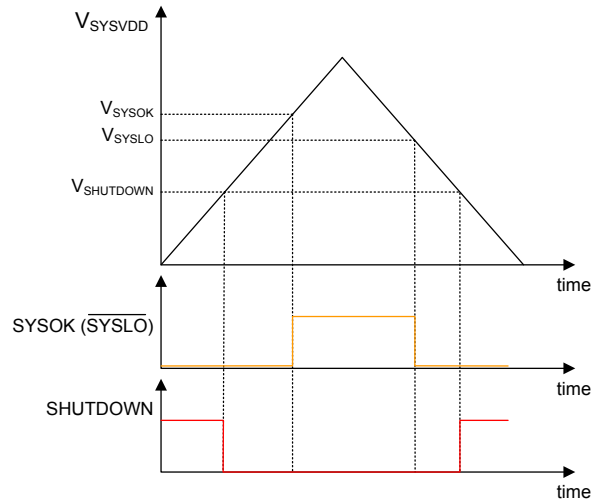 VSYSVDD
VSYSOK
VSYSLO
VSHUTDOWN
time
SYSOK (SYSLO)
time
SHUTDOWN
time